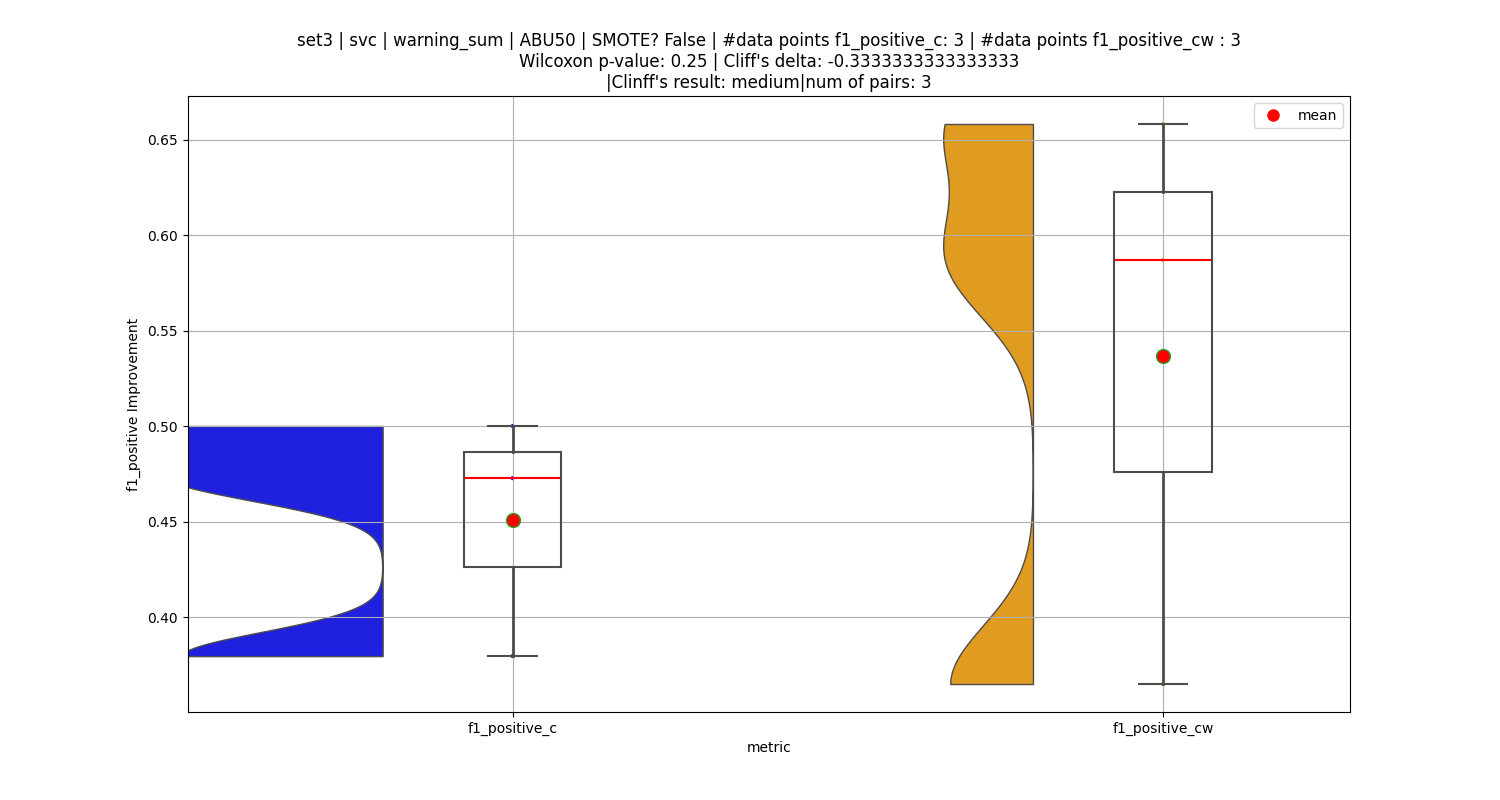 set3 | svc | warning_sum | ABU50 | SMOTE? False | #data points f1_positive_c: 3 | #data points f1_positive_cw : 3
Wilcoxon p-value: 0.25 | Cliff's delta: -0.3333333333333333
|Clinff's result: medium|num of pairs: 3
mean
0.65
0.60
0.55
0.50
0.45
0.40
f1_positive Improvement
f1_positive_c
f1_positive_cw
metric